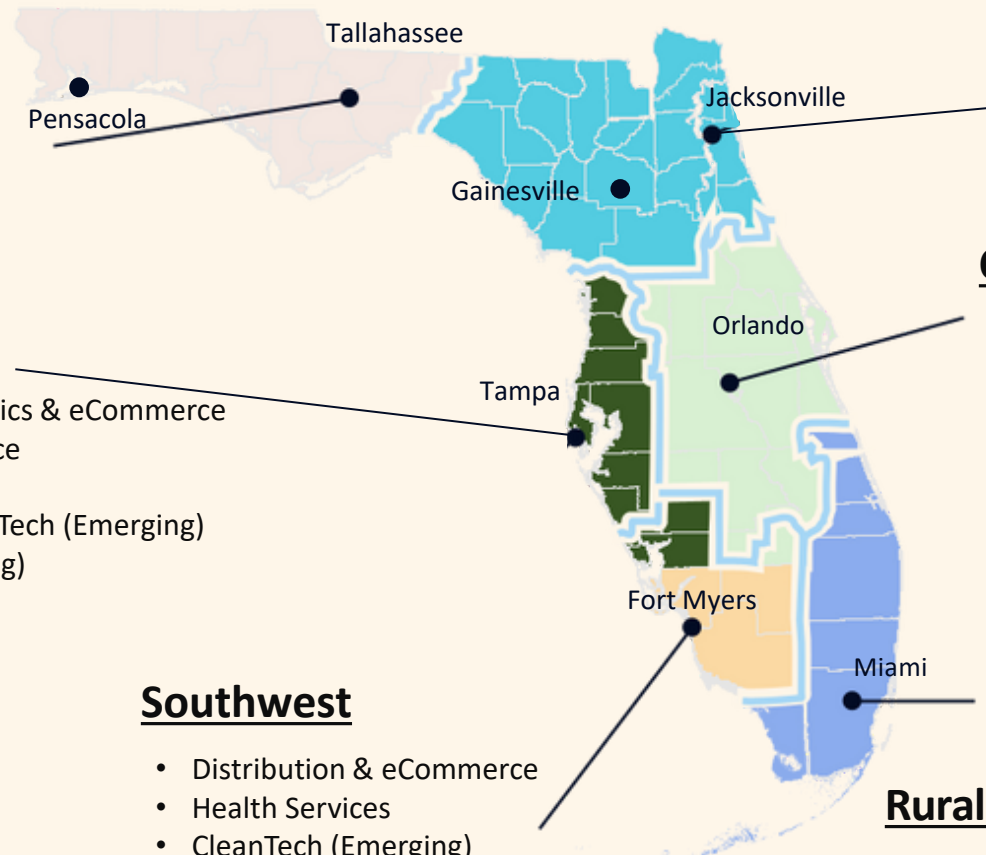 Tallahassee
Pensacola
Jacksonville
Gainesville
Orlando
Tampa
ics & eCommerce
ce
Tech (Emerging)
g)
Fort Myers
Miami
Southwest
• Distribution & eCommerce
• Health Services
• CleanTech (Emerging)
Rural